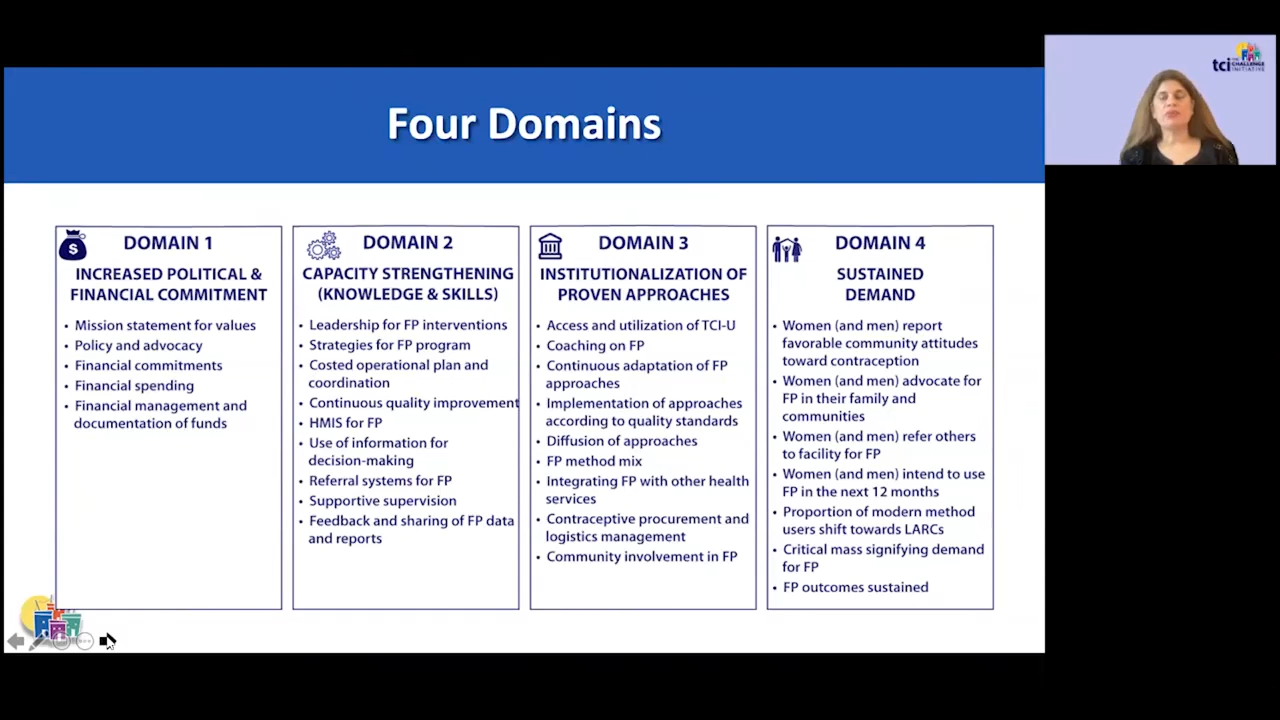 Four Domains
tci THE CHALLENGE INITIATIVE
$
DOMAIN 1
INCREASED POLITICAL &
FINANCIAL COMMITMENT
• Mission statement for values
• Policy and advocacy
• Financial commitments
• Financial spending
• Financial management and
documentation of funds
DOMAIN 2
CAPACITY STRENGTHENING
(KNOWLEDGE & SKILLS)
• Leadership for FP interventions
• Strategies for FP program
• Costed operational plan and
coordination
• Continuous quality improvement
• HMIS for FP
• Use of information for
decision-making
• Referral systems for FP
• Supportive supervision
• Feedback and sharing of FP data
and reports
DOMAIN 3
INSTITUTIONALIZATION OF
PROVEN APPROACHES
• Access and utilization of TCI-U
• Coaching on FP
• Continuous adaptation of FP
approaches
• Implementation of approaches
according to quality standards
• Diffusion of approaches
• FP method mix
• Integrating FP with other health
services
• Contraceptive procurement and
logistics management
• Community involvement in FP
DOMAIN 4
SUSTAINED
DEMAND
• Women (and men) report
favorable community attitudes
toward contraception
• Women (and men) advocate for
FP in their family and
communities
• Women (and men) refer others
to facility for FP
• Women (and men) intend to use
FP in the next 12 months
• Proportion of modern method
users shift towards LARCs
• Critical mass signifying demand
for FP
• FP outcomes sustained